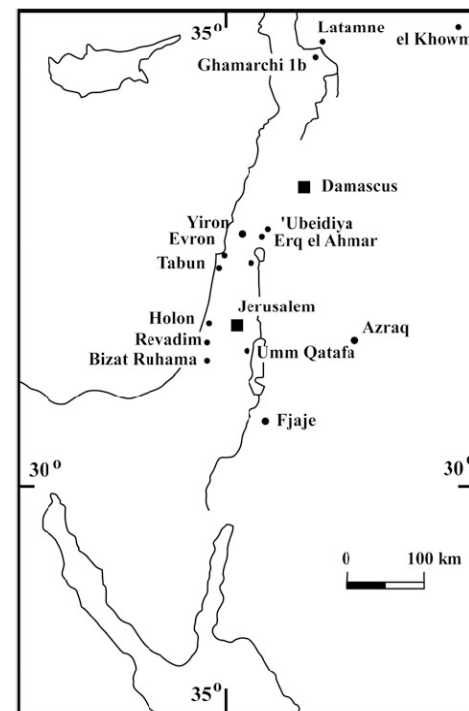 35°
Latamne
el Khowm
Ghamarchi 1b
Damascus
Yiron
'Ubeidiya
Evron
Erq el Ahmar
Tabun
Jerusalem
Holon
Azraq
Revadim
Umm Qatafa
Bizat Ruhama
Fjaje
30°
30°
0
100 km
35°